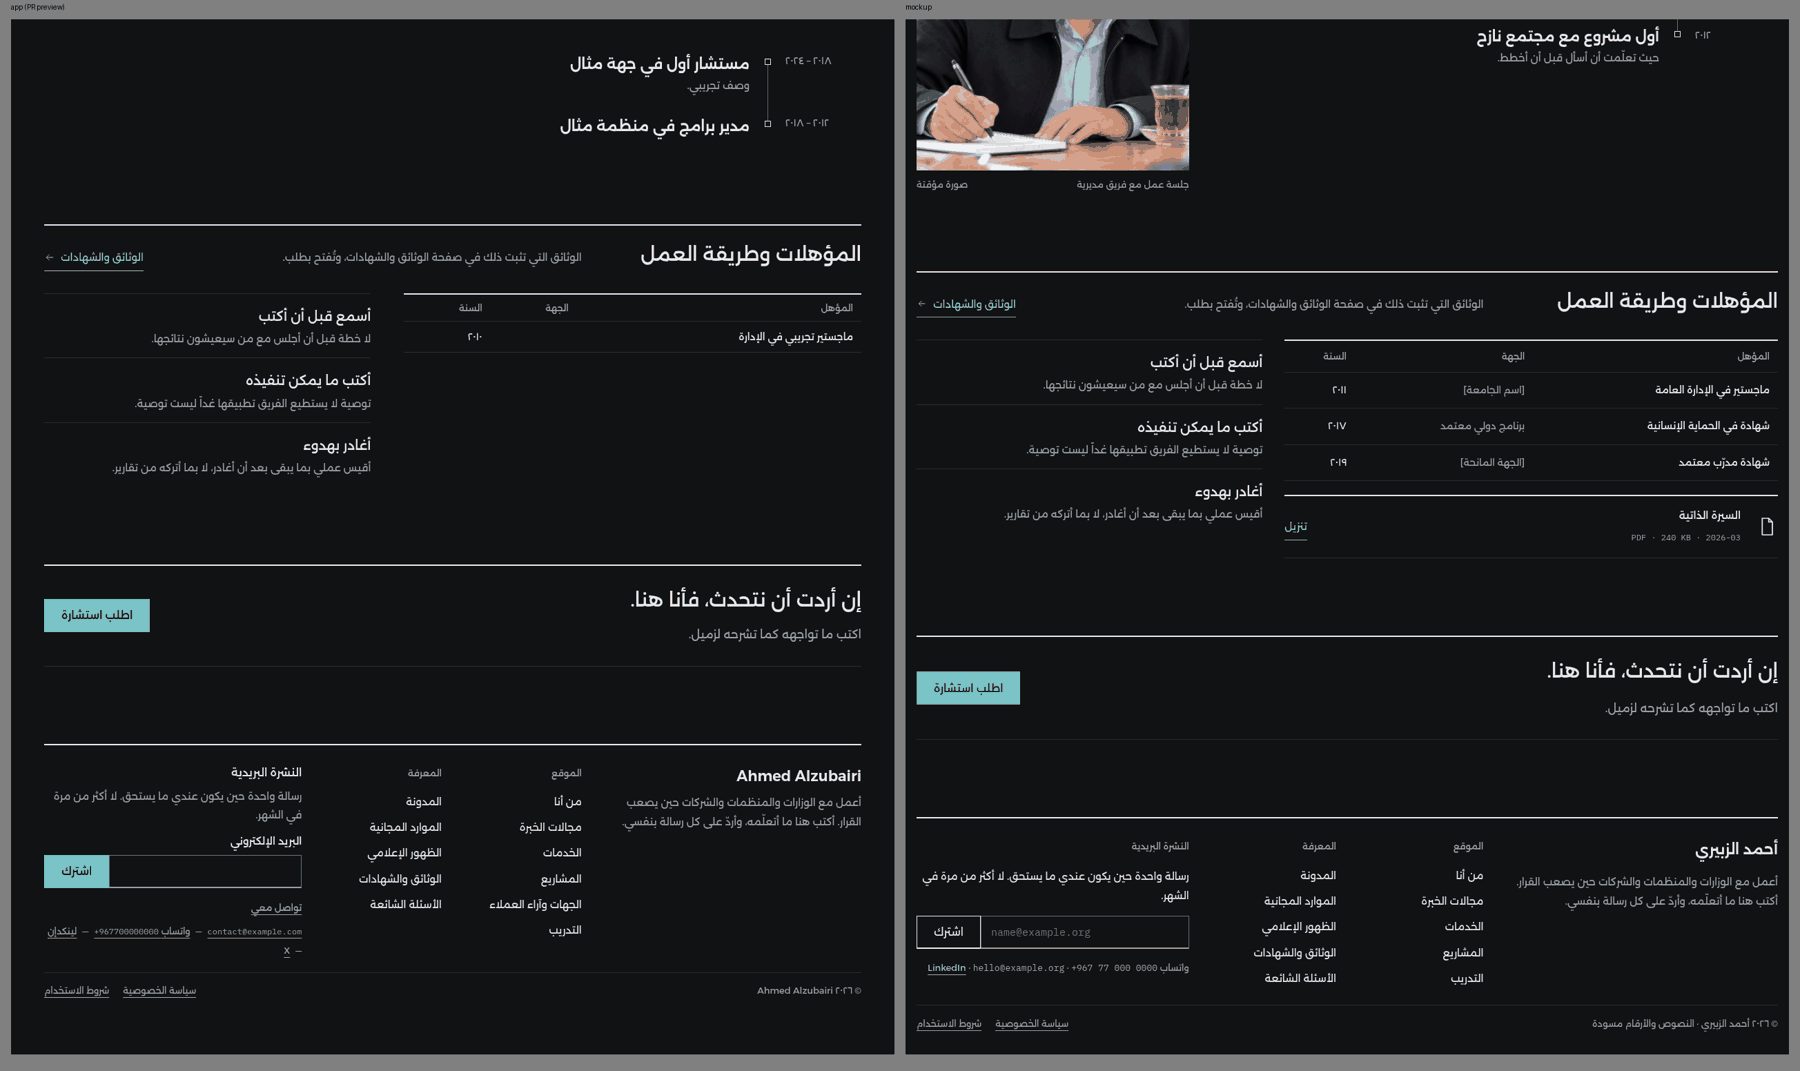 app (PR preview)
٢٠١٨ – ٢٠٢٤
مستشار أول في جهة مثال
وصف تجريبي.
٢٠١٢ – ٢٠١٨
مدير برامج في منظمة مثال
المؤهلات وطريقة العمل
الوثائق التي تثبت ذلك في صفحة الوثائق والشهادات، وتُفتح بطلب.
الوثائق والشهادات ←
المؤهل الجهة السنة
ماجستير تجريبي في الإدارة ٢٠١٠
أسمع قبل أن أكتب
لا خطة قبل أن أجلس مع من سيعيشون نتائجها.
أكتب ما يمكن تنفيذه
توصية لا يستطيع الفريق تطبيقها غداً ليست توصية.
أغادر بهدوء
أقيس عملي بما يبقى بعد أن أغادر، لا بما أتركه من تقارير.
إن أردت أن نتحدث، فأنا هنا.
اكتب ما تواجهه كما تشرحه لزميل.
اطلب استشارة
Ahmed Alzubairi
أعمل مع الوزارات والمنظمات والشركات حين يصعب
القرار. أكتب هنا ما أتعلّمه، وأردّ على كل رسالة بنفسي.
الموقع
من أنا
مجالات الخبرة
الخدمات
المشاريع
الجهات وآراء العملاء
التدريب
المعرفة
المدونة
الموارد المجانية
الظهور الإعلامي
الوثائق والشهادات
الأسئلة الشائعة
النشرة البريدية
رسالة واحدة حين يكون عندي ما يستحق. لا أكثر من مرة
في الشهر.
البريد الإلكتروني
اشترك
تواصل معي
contact@example.com — واتساب +967700000000 — لينكدإن
— X
© ٢٠٢٦ Ahmed Alzubairi
سياسة الخصوصية شروط الاستخدام
mockup
٢٠١٢
أول مشروع مع مجتمع نازح
حيث تعلّمت أن أسأل قبل أن أخطط.
جلسة عمل مع فريق مديرية
صورة مؤقتة
المؤهلات وطريقة العمل
الوثائق التي تثبت ذلك في صفحة الوثائق والشهادات، وتُفتح بطلب.
الوثائق والشهادات ←
المؤهل الجهة السنة
ماجستير في الإدارة العامة [اسم الجامعة] ٢٠١١
شهادة في الحماية الإنسانية برنامج دولي معتمد ٢٠١٧
شهادة مدرّب معتمد [الجهة المانحة] ٢٠١٩
السيرة الذاتية
PDF · 240 KB · 2026-03
تنزيل
أسمع قبل أن أكتب
لا خطة قبل أن أجلس مع من سيعيشون نتائجها.
أكتب ما يمكن تنفيذه
توصية لا يستطيع الفريق تطبيقها غداً ليست توصية.
أغادر بهدوء
أقيس عملي بما يبقى بعد أن أغادر، لا بما أتركه من تقارير.
إن أردت أن نتحدث، فأنا هنا.
اكتب ما تواجهه كما تشرحه لزميل.
اطلب استشارة
أحمد الزبيري
أعمل مع الوزارات والمنظمات والشركات حين يصعب القرار.
أكتب هنا ما أتعلّمه، وأردّ على كل رسالة بنفسي.
الموقع
من أنا
مجالات الخبرة
الخدمات
المشاريع
التدريب
المعرفة
المدونة
الموارد المجانية
الظهور الإعلامي
الوثائق والشهادات
الأسئلة الشائعة
النشرة البريدية
رسالة واحدة حين يكون عندي ما يستحق. لا أكثر من مرة في
الشهر.
name@example.org
اشترك
واتساب +967 77 000 0000 · hello@example.org · LinkedIn
© ٢٠٢٦ أحمد الزبيري · النصوص والأرقام مسودة
سياسة الخصوصية شروط الاستخدام